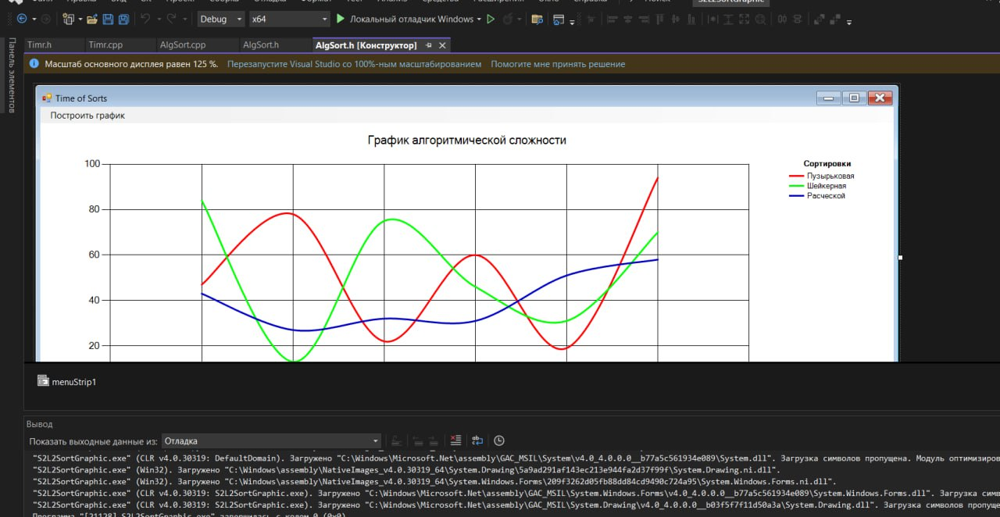 S2L2SortGraphic
Debug x64 Локальный отладчик Windows
Панель элементов
Timr.h Timr.cpp AlgSort.cpp AlgSort.h AlgSort.h [Конструктор]
Масштаб основного дисплея равен 125 %. Перезапустите Visual Studio со 100%-ным масштабированием Помогите мне принять решение
Time of Sorts
Построить график
График алгоритмической сложности
100
80
60
40
20
Сортировки
Пузырьковая
Шейкерная
Расческой
menuStrip1
Вывод
Показать выходные данные из: Отладка
"S2L2SortGraphic.exe" (CLR v4.0.30319: DefaultDomain). Загружено "C:\Windows\Microsoft.Net\assembly\GAC_MSIL\System\v4.0_4.0.0.0__b77a5c561934e089\System.dll". Загрузка символов пропущена. Модуль оптимизиров
"S2L2SortGraphic.exe" (Win32). Загружено "C:\Windows\assembly\NativeImages_v4.0.30319_64\System.Drawing\5a9ad291af143ec213e944fa2d37f99f\System.Drawing.ni.dll".
"S2L2SortGraphic.exe" (Win32). Загружено "C:\Windows\assembly\NativeImages_v4.0.30319_64\System.Windows.Forms\209f3262d05fb88dd84cd9490c724a95\System.Windows.Forms.ni.dll".
"S2L2SortGraphic.exe" (CLR v4.0.30319: S2L2SortGraphic.exe). Загружено "C:\Windows\Microsoft.Net\assembly\GAC_MSIL\System.Windows.Forms\v4.0_4.0.0.0__b77a5c561934e089\System.Windows.Forms.dll". Загрузка симв
"S2L2SortGraphic.exe" (CLR v4.0.30319: S2L2SortGraphic.exe). Загружено "C:\Windows\Microsoft.Net\assembly\GAC_MSIL\System.Drawing\v4.0_4.0.0.0__b03f5f7f11d50a3a\System.Drawing.dll". Загрузка символов пропуще
Программа "[21128] S2L2SortGraphic.exe" завершилась с кодом 0 (0x0).